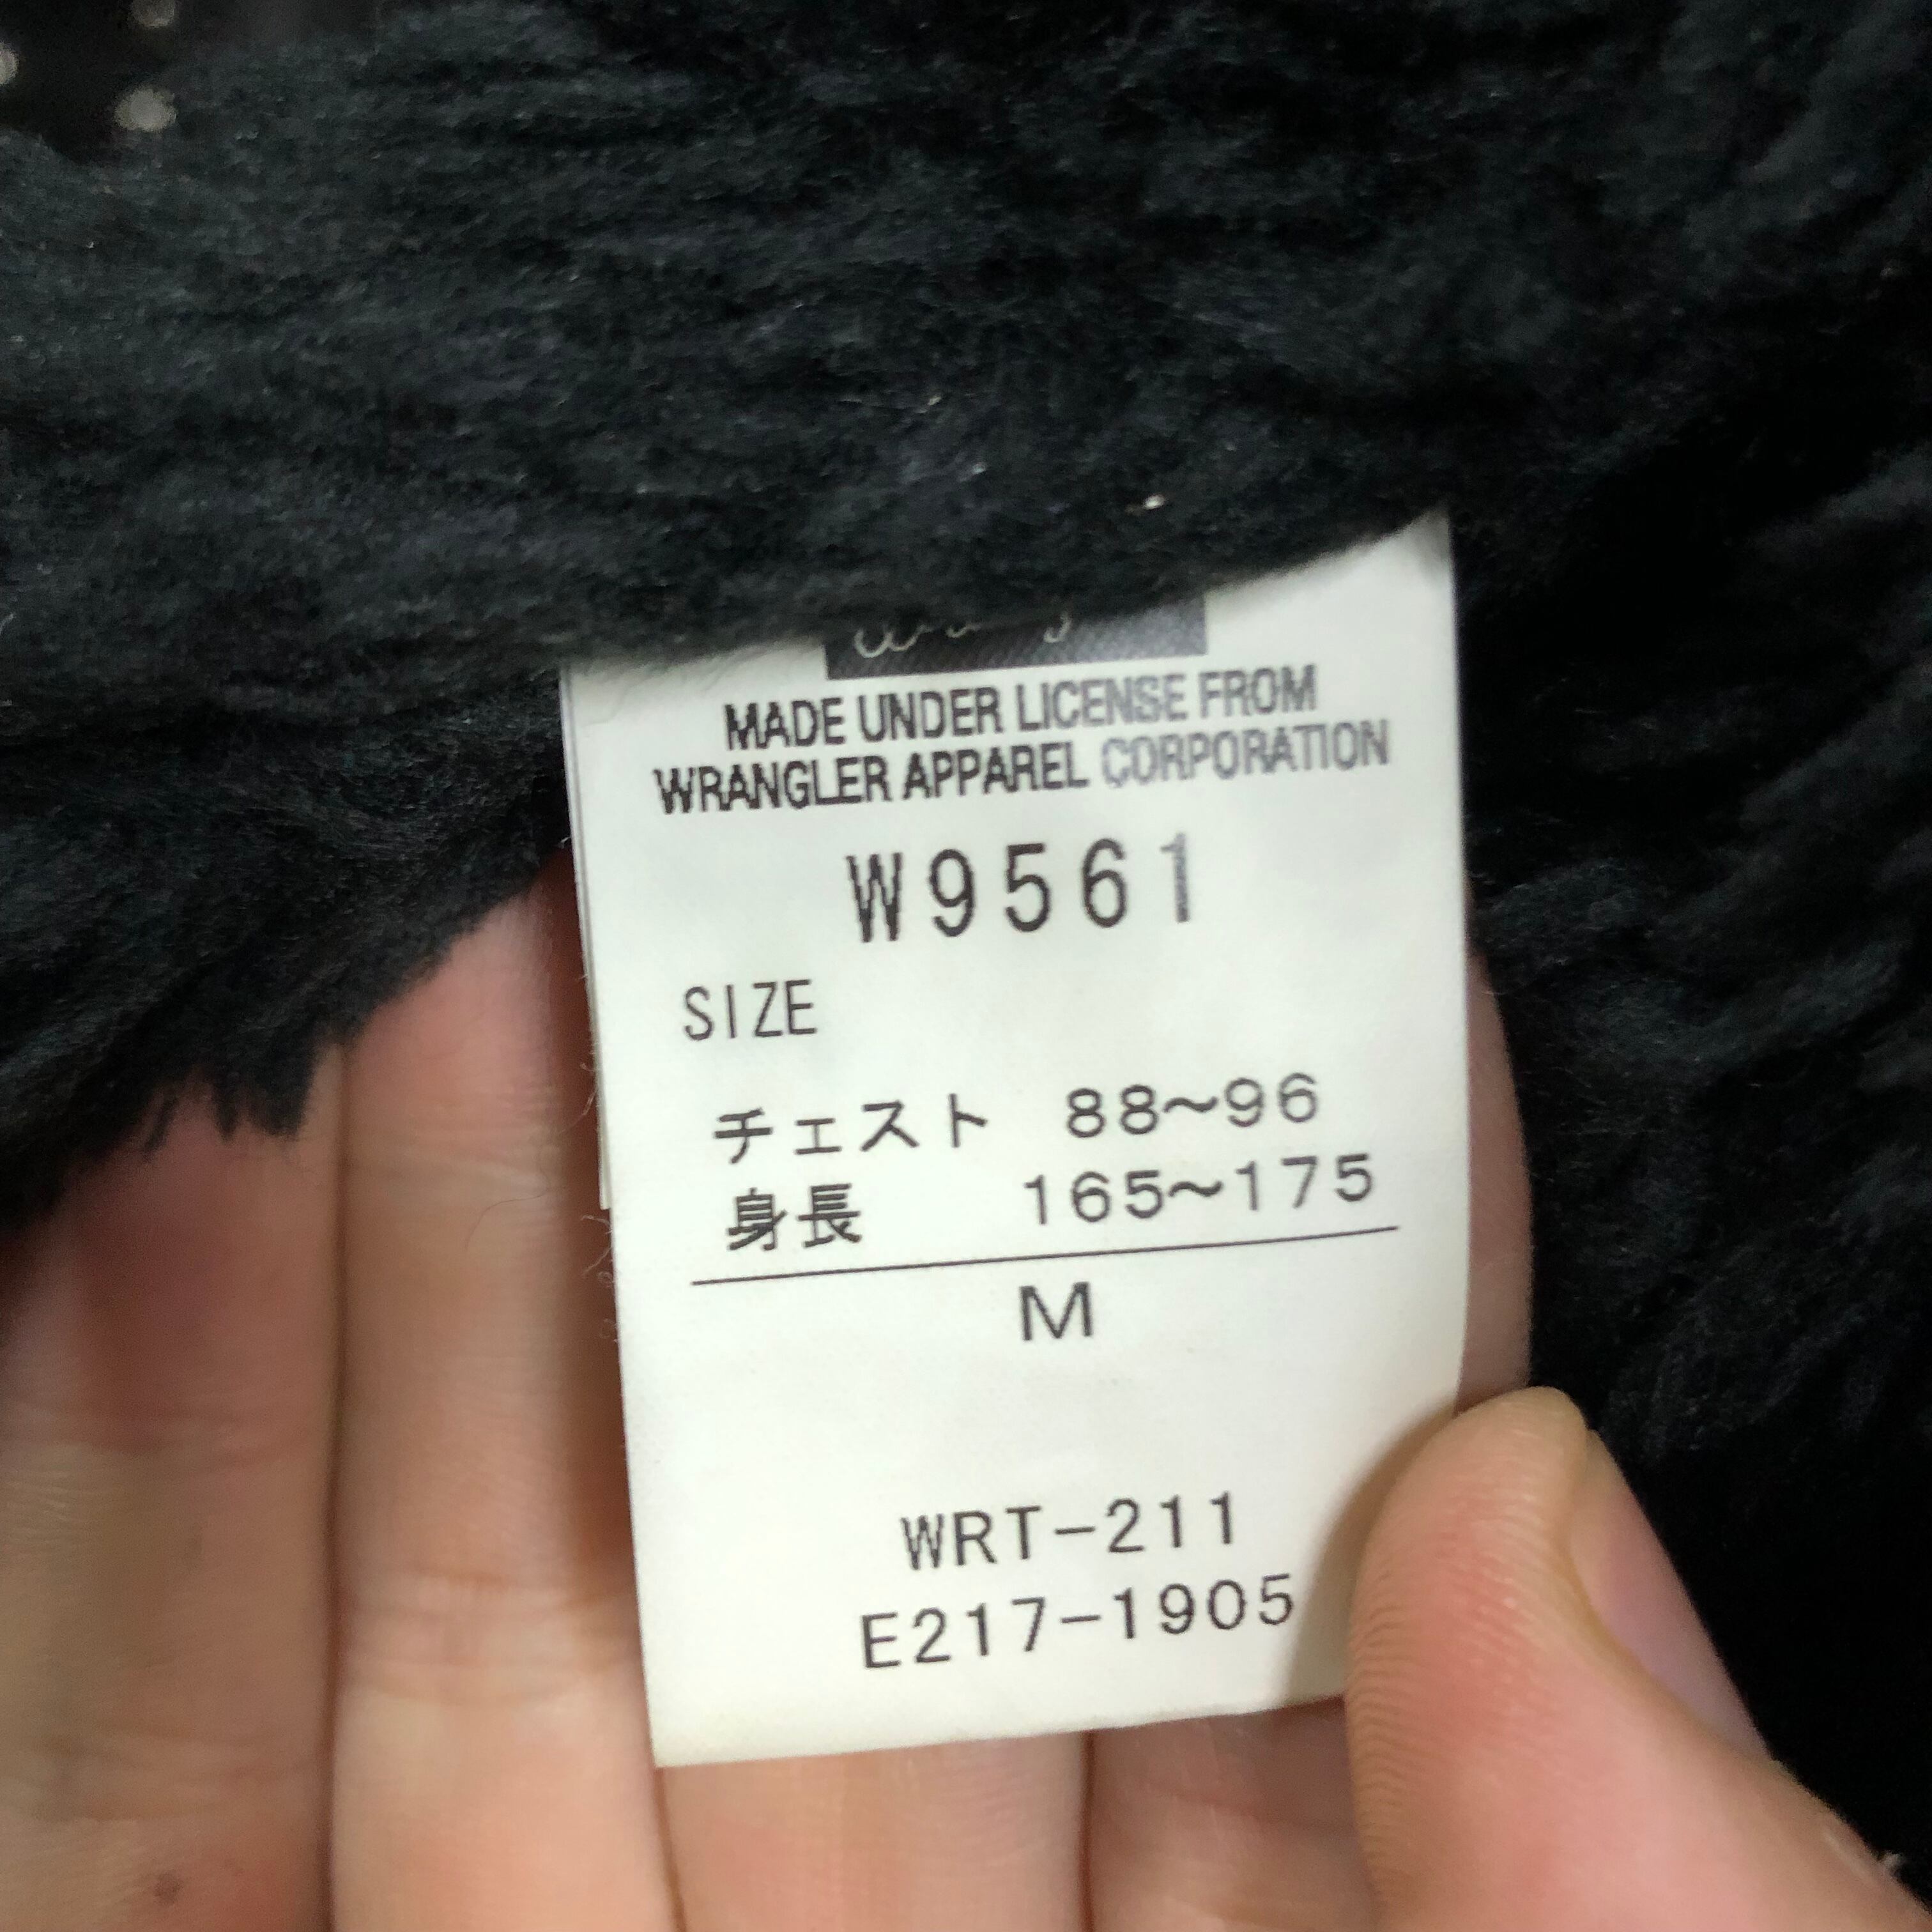 MADE UNDER LICENSE FROM
WRANGLER APPAREL CORPORATION
W9561
SIZE
チェスト 88~96
身長 165~175
M
WRT-211
E217-1905